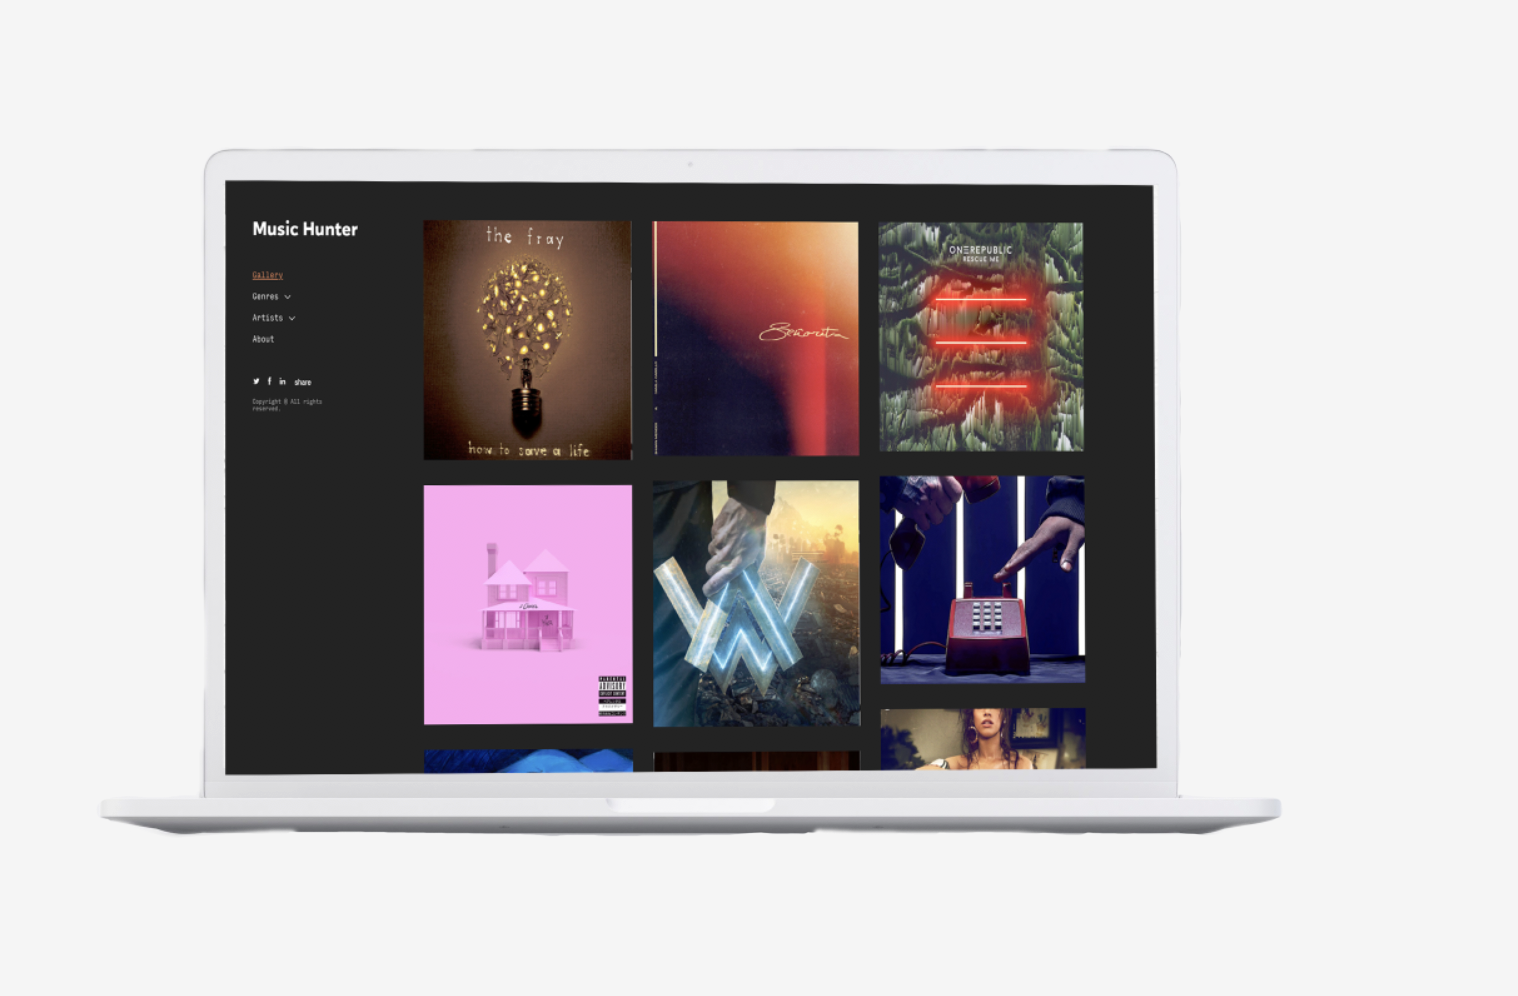 Music Hunter
Gallery
Genres
Artists
About
share
Copyright © All rights
reserved.
the fray
how to save a life
Señorita
ONEREPUBLIC
RESCUE ME
PARENTAL
ADVISORY
EXPLICIT CONTENT